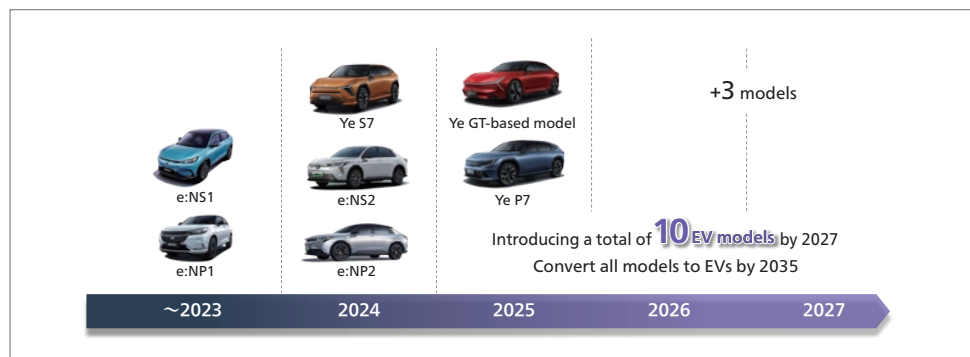 Ye S7
Ye GT-based model
+3 models
e:NS1
e:NS2
Ye P7
e:NP1
e:NP2
Introducing a total of 10 EV models by 2027
Convert all models to EVs by 2035
～2023
2024
2025
2026
2027